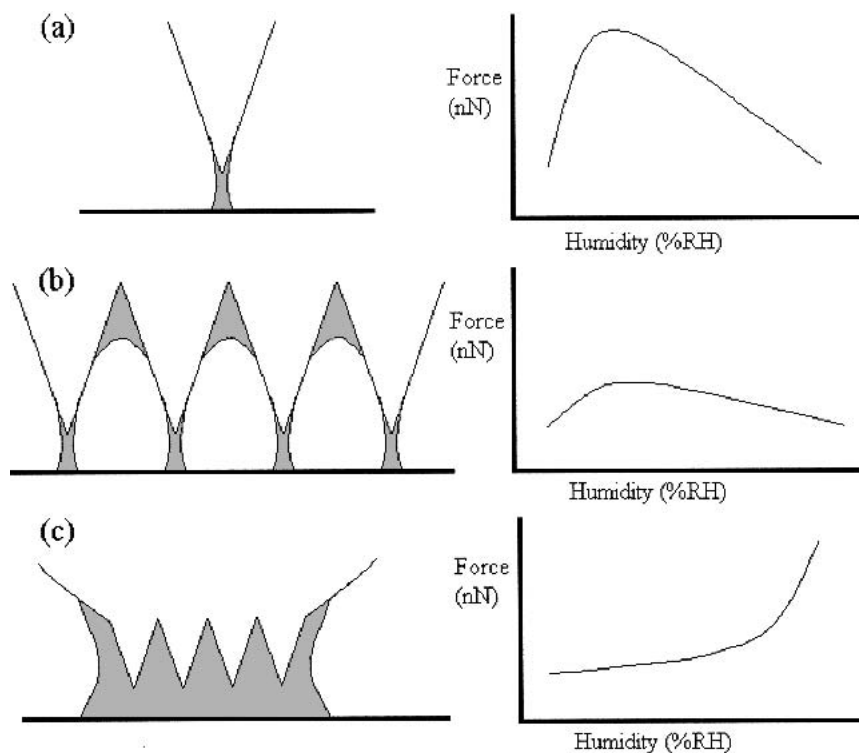 (a)
Force
(nN)
Humidity (%RH)
(b)
Force
(nN)
Humidity (%RH)
(c)
Force
(nN)
Humidity (%RH)